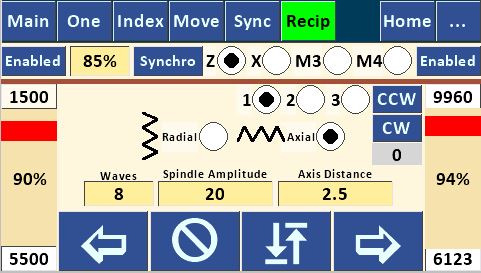 Main One Index Move Sync Recip Home ...
Enabled 85% Synchro Z X M3 M4 Enabled
1500 1 2 3 CCW 9960
Radial Axial CW
0
90% 94%
Waves Spindle Amplitude Axis Distance
8 20 2.5
5500 6123